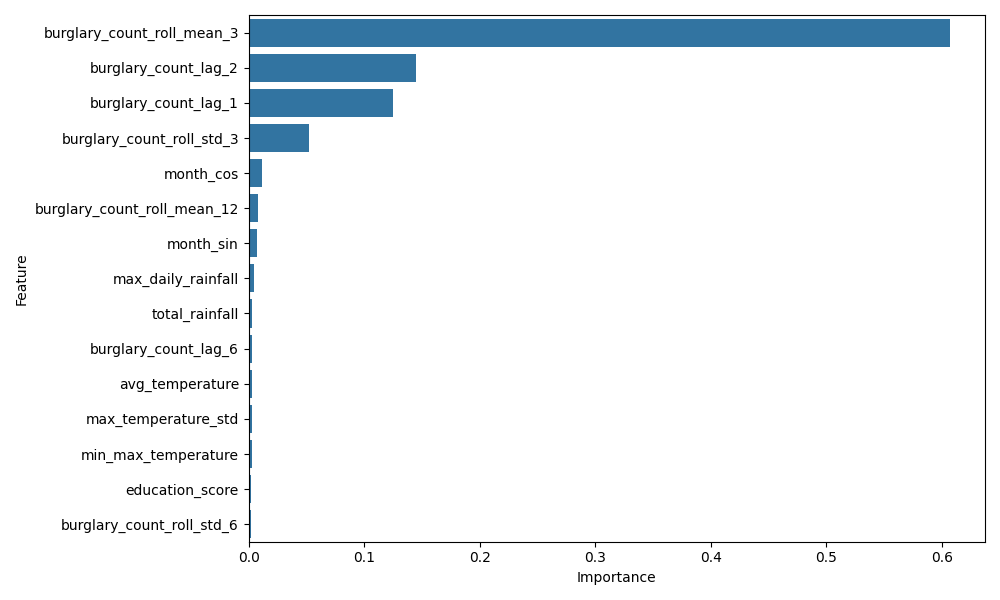 burglary_count_roll_mean_3
burglary_count_lag_2
burglary_count_lag_1
burglary_count_roll_std_3
month_cos
burglary_count_roll_mean_12
month_sin
max_daily_rainfall
total_rainfall
burglary_count_lag_6
avg_temperature
max_temperature_std
min_max_temperature
education_score
burglary_count_roll_std_6
Feature
0.0 0.1 0.2 0.3 0.4 0.5 0.6
Importance